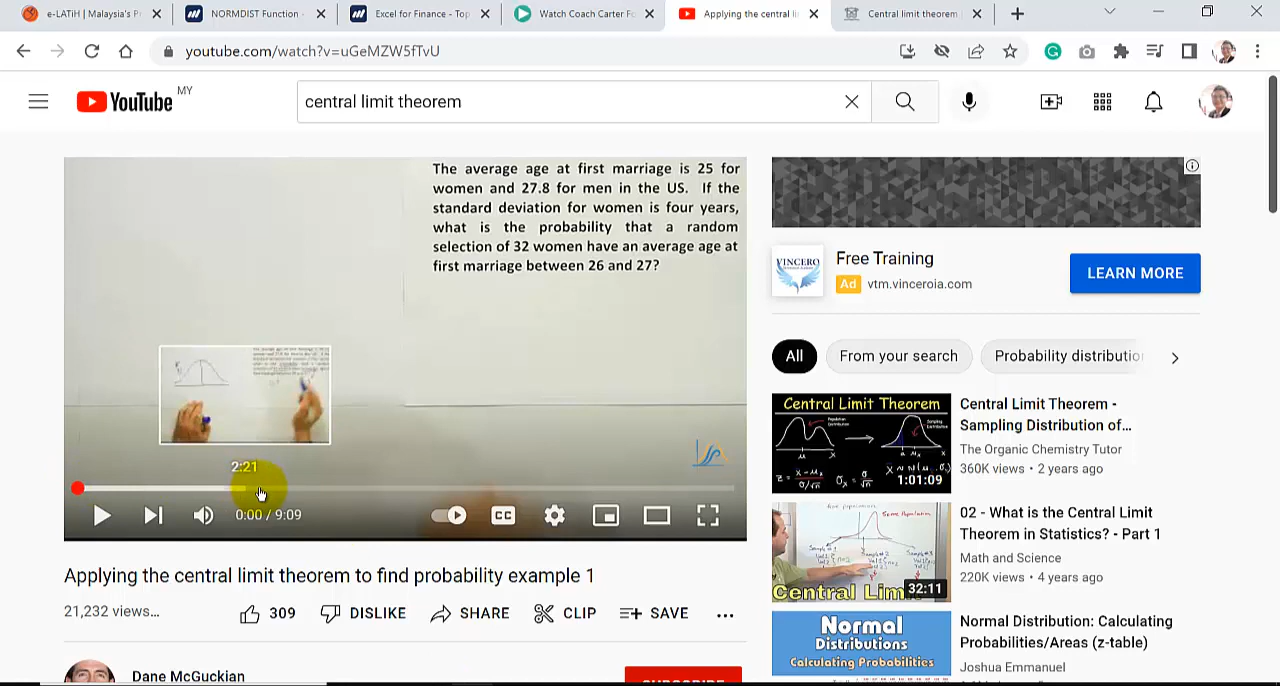 e-LATiH | Malaysia's P
NORMDIST Function -
Excel for Finance - Top
Watch Coach Carter Fo
Applying the central li
Central limit theorem
youtube.com/watch?v=uGeMZW5fTvU
YouTube MY
central limit theorem
The average age at first marriage is 25 for
women and 27.8 for men in the US. If the
standard deviation for women is four years,
what is the probability that a random
selection of 32 women have an average age at
first marriage between 26 and 27?
2:21
0:00 / 9:09
CC
Applying the central limit theorem to find probability example 1
21,232 views...
309
DISLIKE
SHARE
CLIP
SAVE
Dane McGuckian
SUBSCRIBE
Free Training
Ad vtm.vinceroia.com
LEARN MORE
VINCERO
All
From your search
Probability distribution
Central Limit Theorem
1:01:09
Central Limit Theorem -
Sampling Distribution of...
The Organic Chemistry Tutor
360K views • 2 years ago
Central Lim
32:11
02 - What is the Central Limit
Theorem in Statistics? - Part 1
Math and Science
220K views • 4 years ago
Normal
Distributions:
Calculating Probabilities
Normal Distribution: Calculating
Probabilities/Areas (z-table)
Joshua Emmanuel